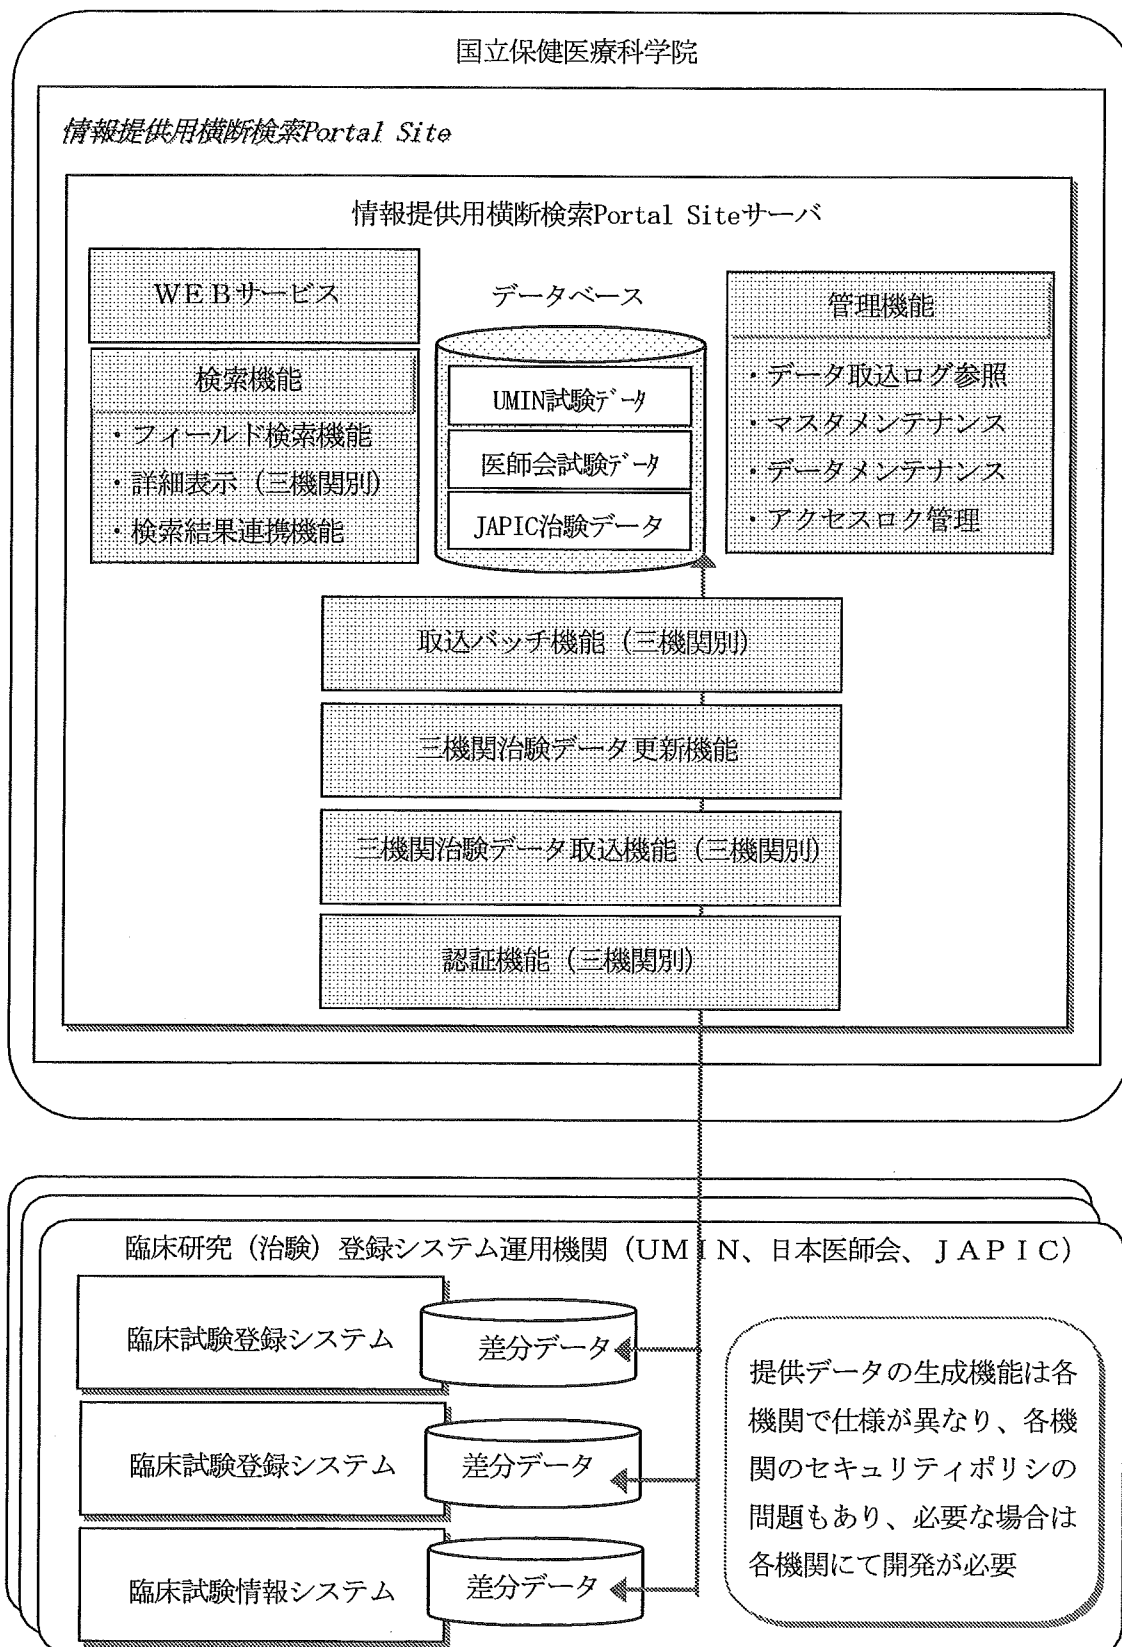 国立保健医療科学院
情報提供用横断検索Portal Site
情報提供用横断検索Portal Siteサーバ
ＷＥＢサービス
検索機能
・フィールド検索機能
・詳細表示（三機関別）
・検索結果連携機能
データベース
UMIN試験ﾃﾞｰﾀ
医師会試験データ
JAPIC治験データ
管理機能
・データ取込ログ参照
・マスタメンテナンス
・データメンテナンス
・アクセスロク管理
取込バッチ機能（三機関別）
三機関治験データ更新機能
三機関治験データ取込機能（三機関別）
認証機能（三機関別）
臨床研究（治験）登録システム運用機関（ＵＭＩＮ、日本医師会、ＪＡＰＩＣ）
臨床試験登録システム
差分データ
臨床試験登録システム
差分データ
臨床試験情報システム
差分データ
提供データの生成機能は各
機関で仕様が異なり、各機
関のセキュリティポリシの
問題もあり、必要な場合は
各機関にて開発が必要